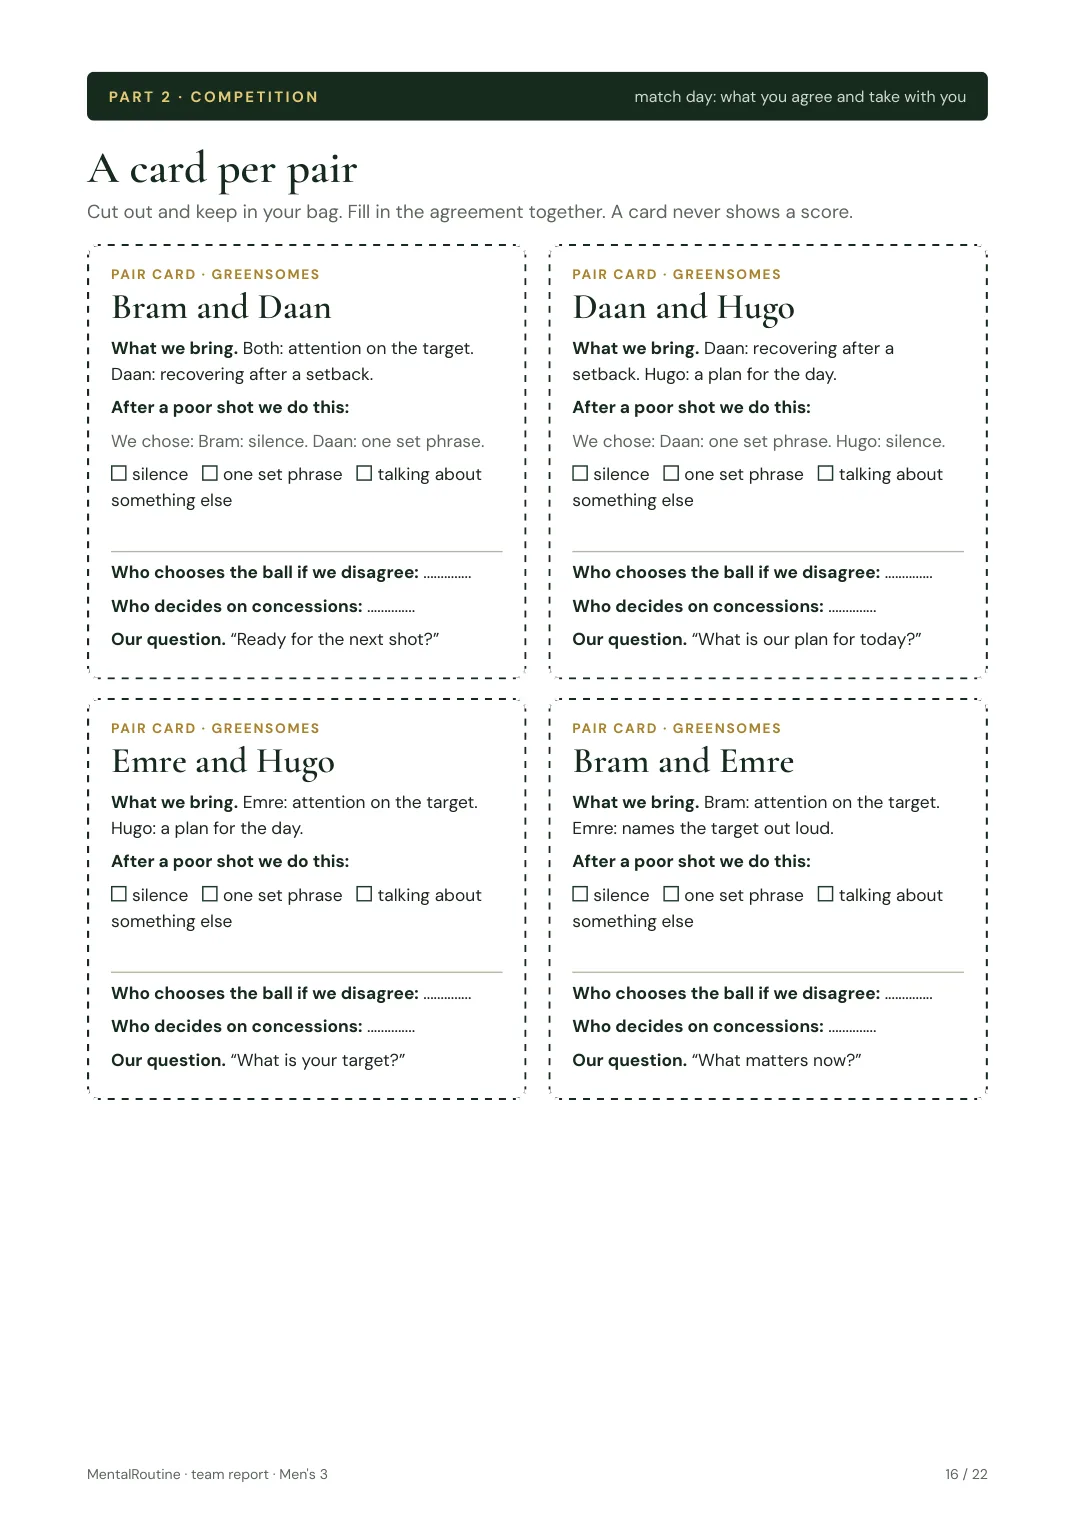 PART 2 · COMPETITION
match day: what you agree and take with you
A card per pair
Cut out and keep in your bag. Fill in the agreement together. A card never shows a score.
PAIR CARD · GREENSOMES
Bram and Daan
What we bring. Both: attention on the target.
Daan: recovering after a setback.
After a poor shot we do this:
We chose: Bram: silence. Daan: one set phrase.
☐ silence ☐ one set phrase ☐ talking about
something else
Who chooses the ball if we disagree: ..............
Who decides on concessions: ..............
Our question. “Ready for the next shot?”
PAIR CARD · GREENSOMES
Daan and Hugo
What we bring. Daan: recovering after a
setback. Hugo: a plan for the day.
After a poor shot we do this:
We chose: Daan: one set phrase. Hugo: silence.
☐ silence ☐ one set phrase ☐ talking about
something else
Who chooses the ball if we disagree: ..............
Who decides on concessions: ..............
Our question. “What is our plan for today?”
PAIR CARD · GREENSOMES
Emre and Hugo
What we bring. Emre: attention on the target.
Hugo: a plan for the day.
After a poor shot we do this:
☐ silence ☐ one set phrase ☐ talking about
something else
Who chooses the ball if we disagree: ..............
Who decides on concessions: ..............
Our question. “What is your target?”
PAIR CARD · GREENSOMES
Bram and Emre
What we bring. Bram: attention on the target.
Emre: names the target out loud.
After a poor shot we do this:
☐ silence ☐ one set phrase ☐ talking about
something else
Who chooses the ball if we disagree: ..............
Who decides on concessions: ..............
Our question. “What matters now?”
MentalRoutine · team report · Men's 3
16 / 22